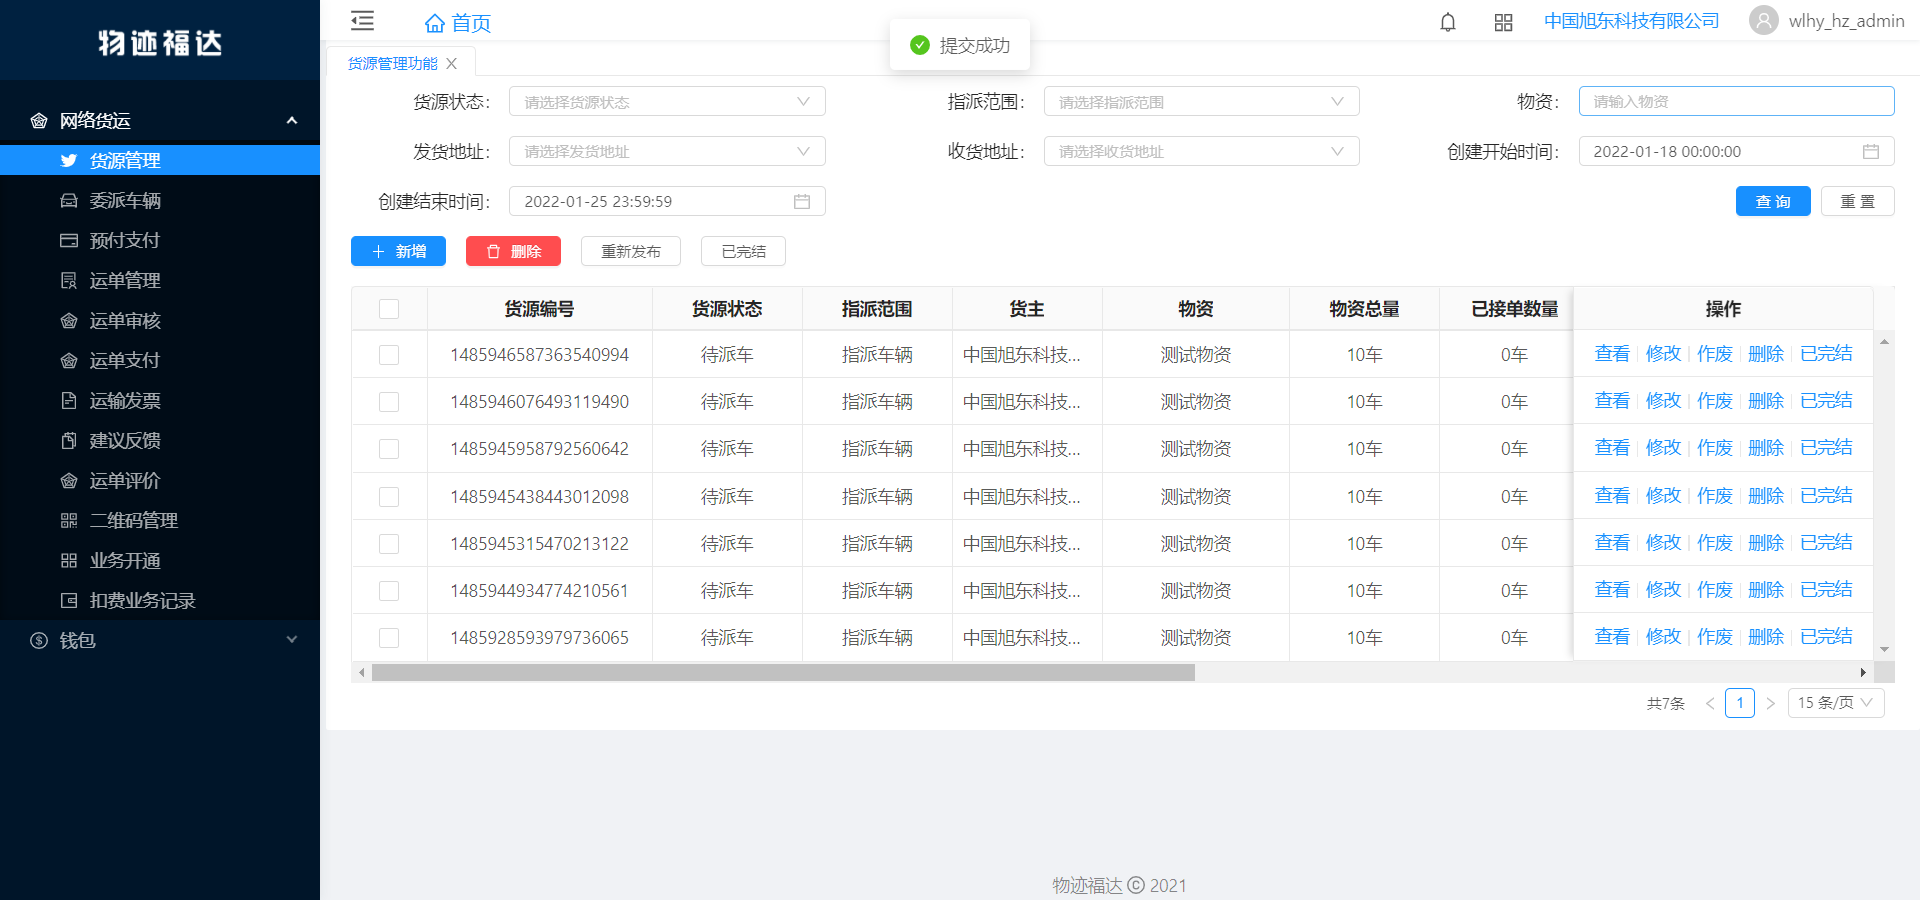 物迹福达
首页
提交成功
中国旭东科技有限公司
wlhy_hz_admin
网络货运
货源管理
委派车辆
预付支付
运单管理
运单审核
运单支付
运输发票
建议反馈
运单评价
二维码管理
业务开通
扣费业务记录
钱包
货源管理功能
货源状态： 请选择货源状态 指派范围： 请选择指派范围 物资： 请输入物资
发货地址： 请选择发货地址 收货地址： 请选择收货地址 创建开始时间： 2022-01-18 00:00:00
创建结束时间： 2022-01-25 23:59:59 查询 重置
新增 删除 重新发布 已完结
货源编号 货源状态 指派范围 货主 物资 物资总量 已接单数量 操作
1485946587363540994 待派车 指派车辆 中国旭东科技... 测试物资 10车 0车 查看 修改 作废 删除 已完结
1485946076493119490 待派车 指派车辆 中国旭东科技... 测试物资 10车 0车 查看 修改 作废 删除 已完结
1485945958792560642 待派车 指派车辆 中国旭东科技... 测试物资 10车 0车 查看 修改 作废 删除 已完结
1485945438443012098 待派车 指派车辆 中国旭东科技... 测试物资 10车 0车 查看 修改 作废 删除 已完结
1485945315470213122 待派车 指派车辆 中国旭东科技... 测试物资 10车 0车 查看 修改 作废 删除 已完结
1485944934774210561 待派车 指派车辆 中国旭东科技... 测试物资 10车 0车 查看 修改 作废 删除 已完结
1485928593979736065 待派车 指派车辆 中国旭东科技... 测试物资 10车 0车 查看 修改 作废 删除 已完结
共7条 1 15 条/页
物迹福达 © 2021